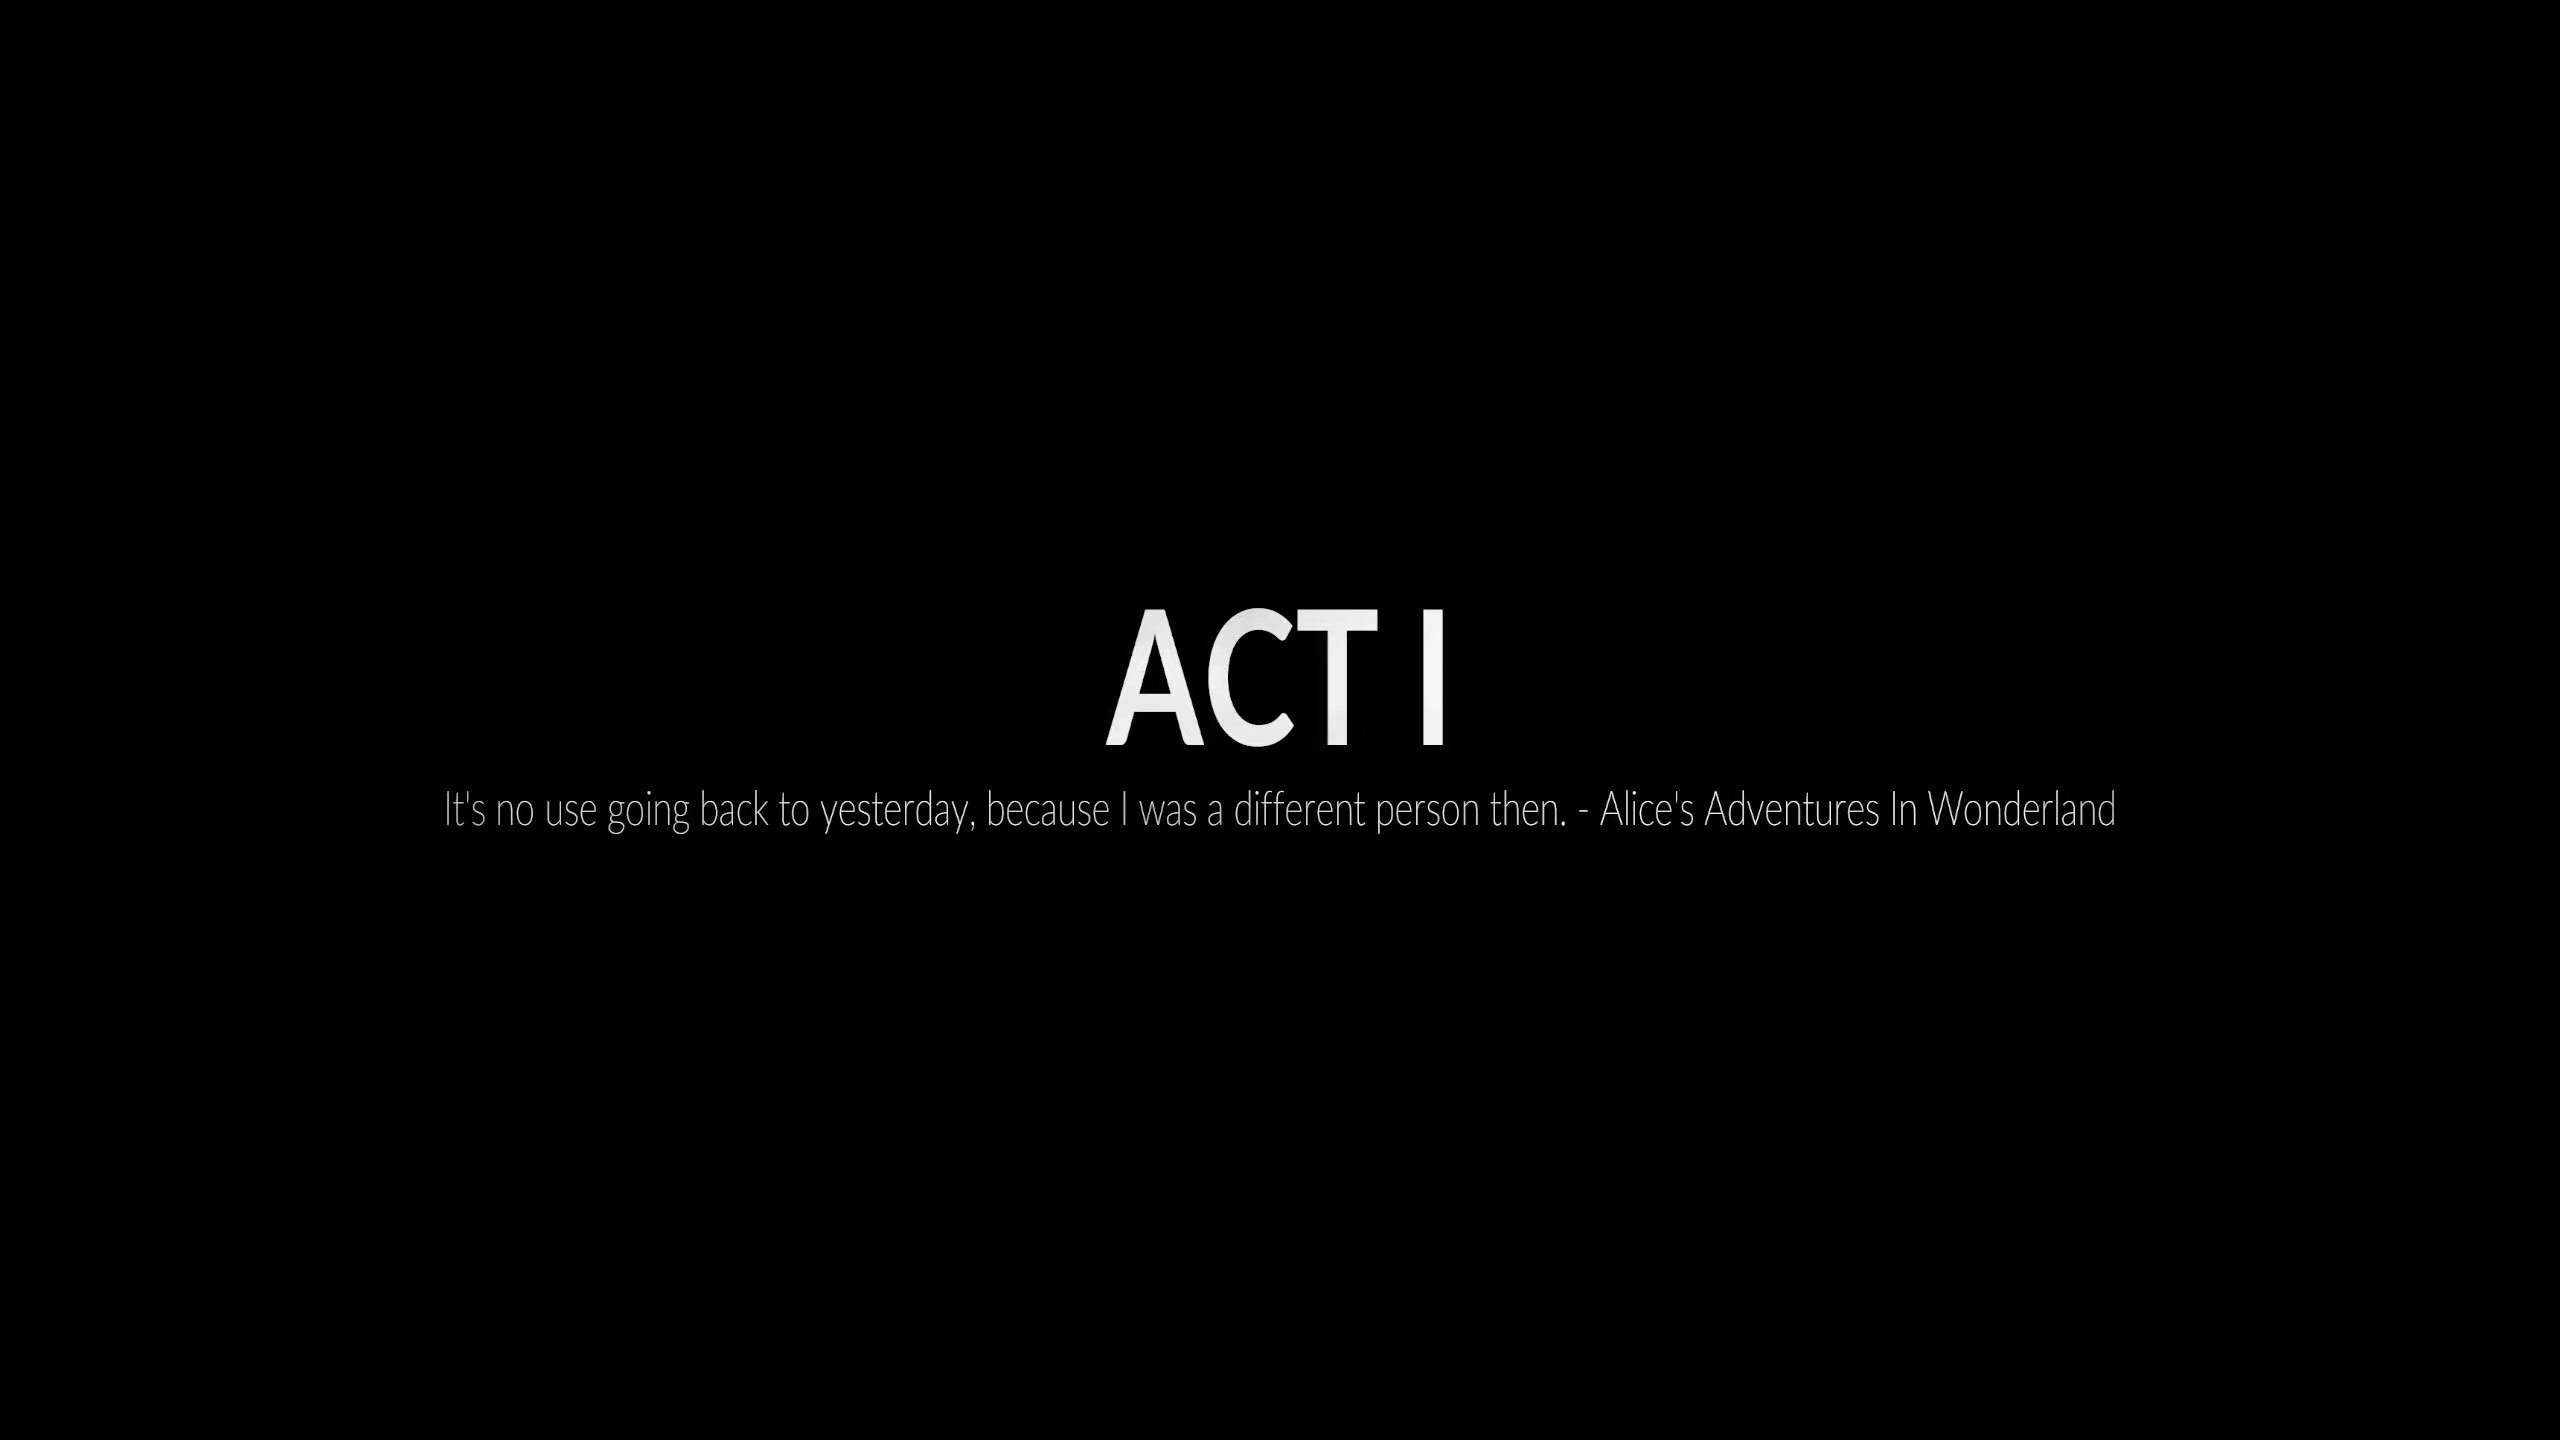 ACT I
It's no use going back to yesterday, because I was a different person then. - Alice's Adventures In Wonderland